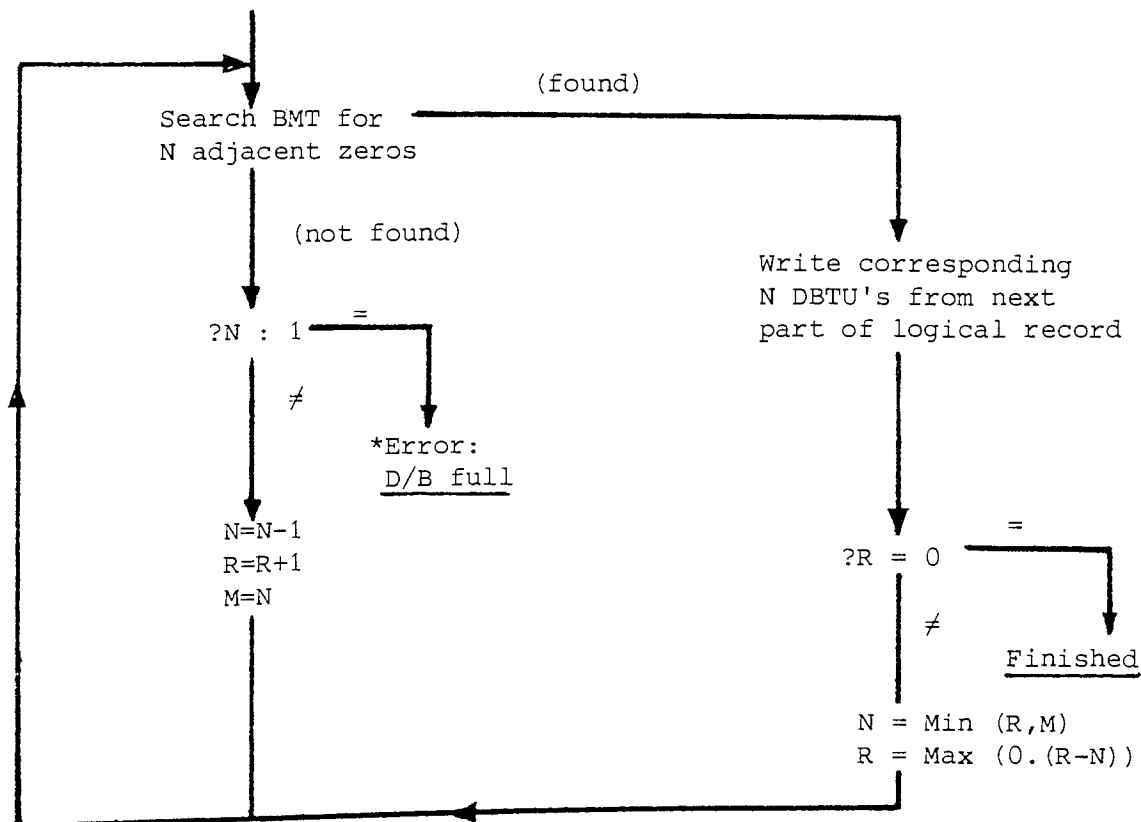 (found)
Search BMT for
N adjacent zeros
(not found)
Write corresponding
N DBTU's from next
part of logical record
?N : 1
=
≠
*Error:
D/B full
N=N-1
R=R+1
M=N
?R = 0
=
≠
Finished
N = Min (R,M)
R = Max (0.(R-N))